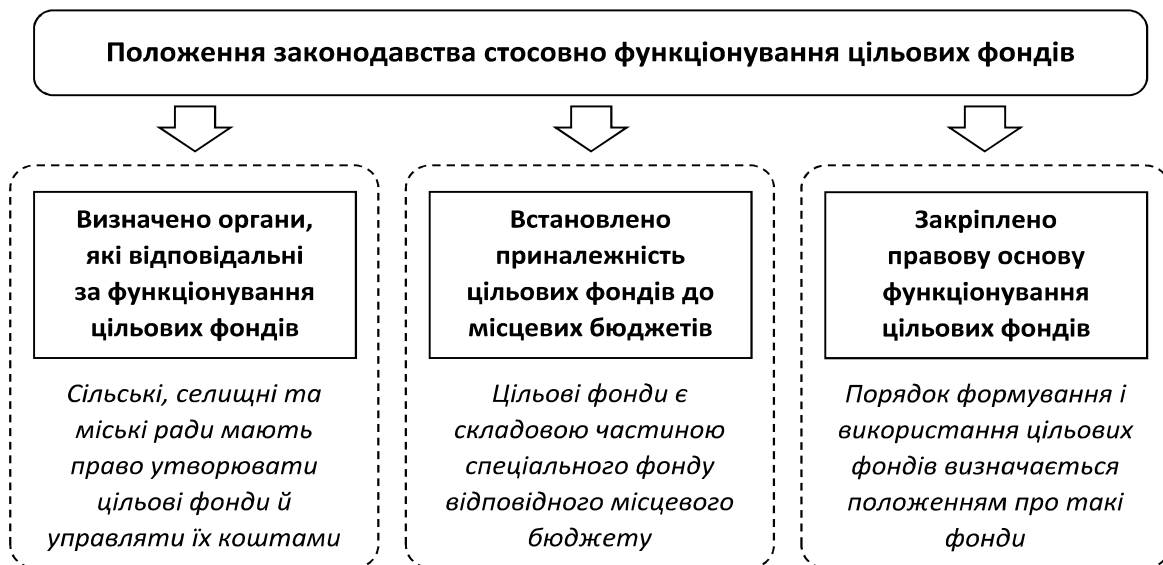 Положення законодавства стосовно функціонування цільових фондів
Визначено органи,
які відповідальні
за функціонування
цільових фондів
Сільські, селищні та
міські ради мають
право утворювати
цільові фонди й
управляти їх коштами
Встановлено
приналежність
цільових фондів до
місцевих бюджетів
Цільові фонди є
складовою частиною
спеціального фонду
відповідного місцевого
бюджету
Закріплено
правову основу
функціонування
цільових фондів
Порядок формування і
використання цільових
фондів визначається
положенням про такі
фонди